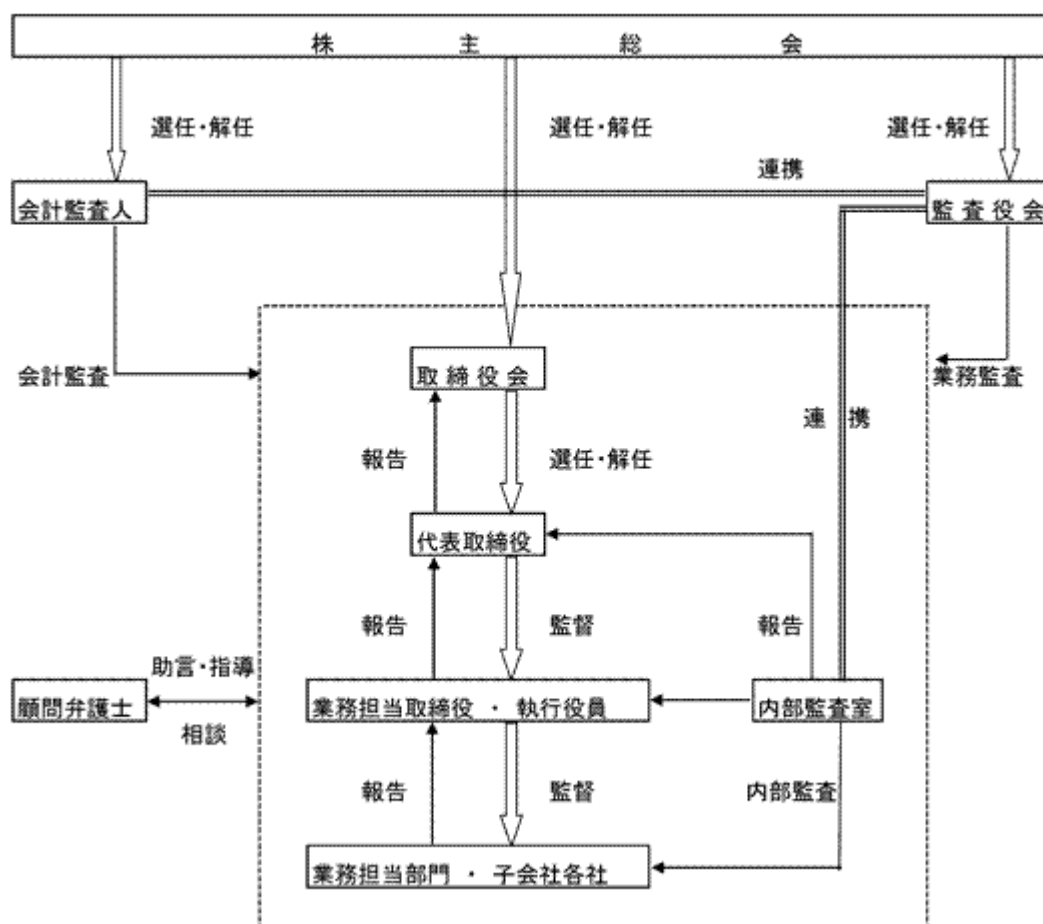 株主総会
選任・解任
選任・解任
選任・解任
連携
会計監査人
監査役会
取締役会
会計監査
業務監査
連携
報告
選任・解任
代表取締役
報告
監督
報告
助言・指導
顧問弁護士
業務担当取締役 ・ 執行役員
内部監査室
相談
報告
監督
内部監査
業務担当部門 ・ 子会社各社